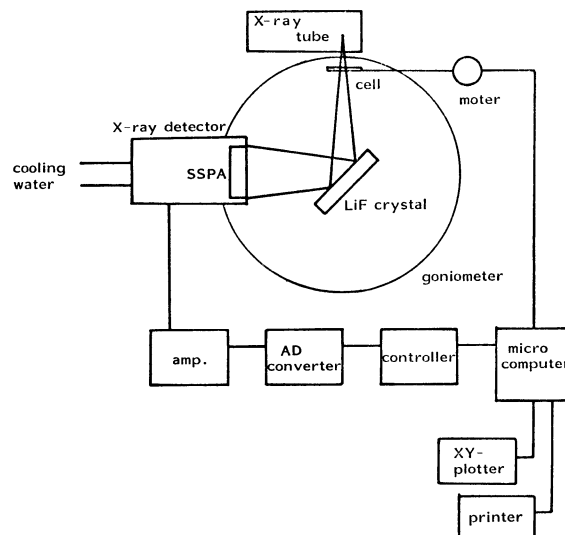 X-ray
tube
cell
moter
X-ray detector
cooling
water
SSPA
LiF crystal
goniometer
amp.
AD
converter
controller
micro
computer
XY-
plotter
printer